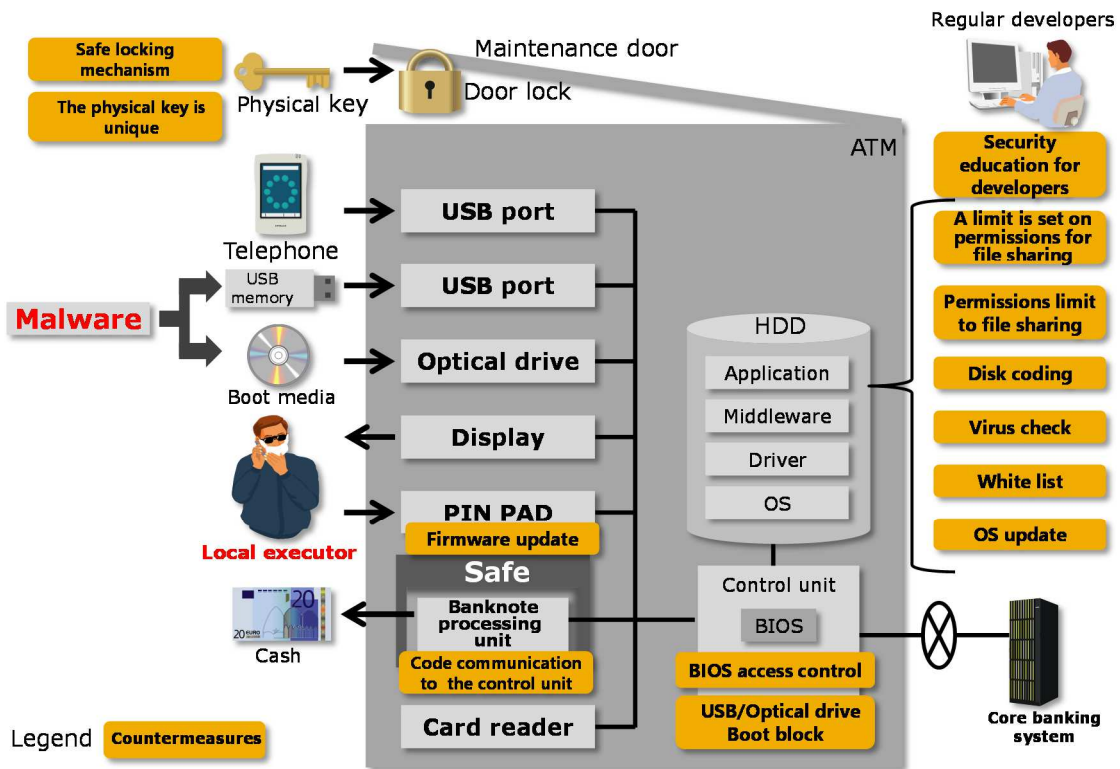 Regular developers
Safe locking
mechanism
The physical key is
unique
Physical key
Maintenance door
Door lock
ATM
Security
education for
developers
A limit is set on
permissions for
file sharing
Permissions limit
to file sharing
Disk coding
Virus check
White list
OS update
Telephone
USB
memory
Malware
Boot media
Local executor
20
20 EURO
Cash
USB port
USB port
Optical drive
Display
PIN PAD
Firmware update
Safe
Banknote
processing
unit
Code communication
to the control unit
Card reader
HDD
Application
Middleware
Driver
OS
Control unit
BIOS
BIOS access control
USB/Optical drive
Boot block
Core banking
system
Legend
Countermeasures